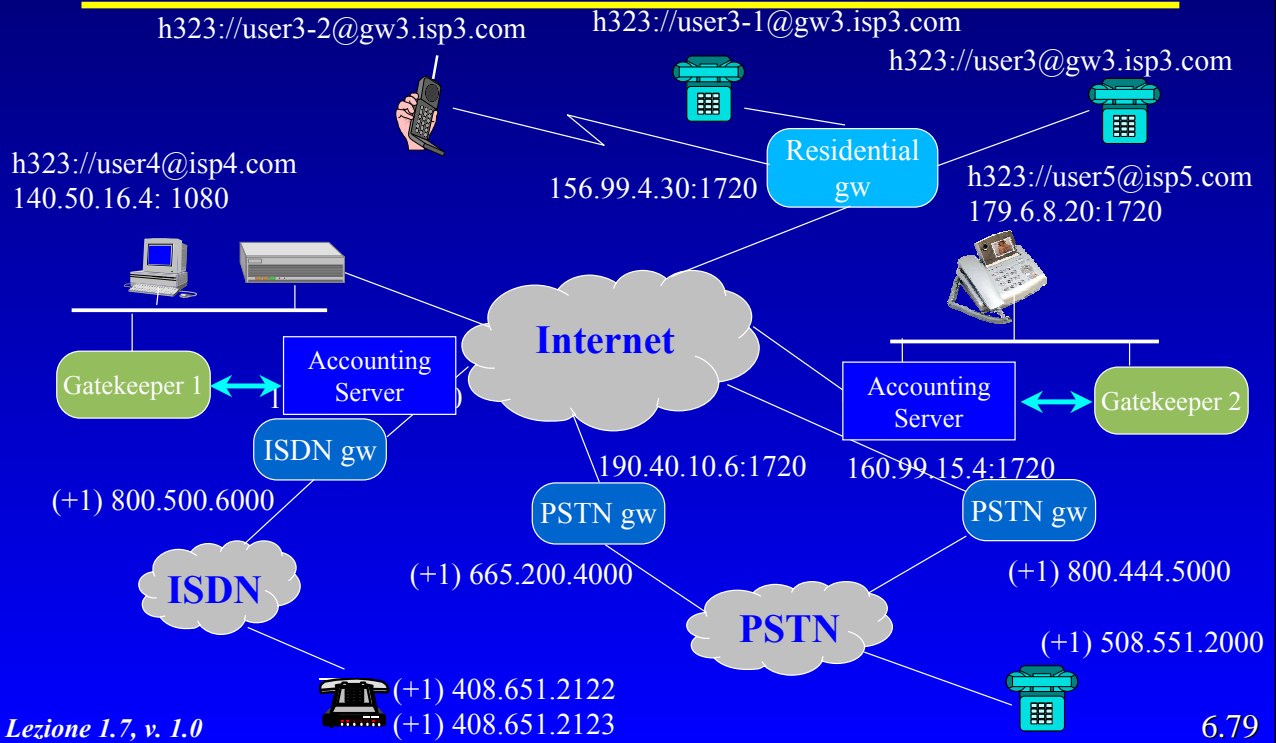 h323://user3-2@gw3.isp3.com
h323://user3-1@gw3.isp3.com
h323://user3@gw3.isp3.com
h323://user4@isp4.com
140.50.16.4: 1080
156.99.4.30:1720
Residential
gw
h323://user5@isp5.com
179.6.8.20:1720
Internet
Gatekeeper 1
Accounting
Server
Accounting
Server
Gatekeeper 2
ISDN gw
(+1) 800.500.6000
190.40.10.6:1720
160.99.15.4:1720
PSTN gw
PSTN gw
(+1) 665.200.4000
(+1) 800.444.5000
ISDN
PSTN
(+1) 508.551.2000
(+1) 408.651.2122
(+1) 408.651.2123
Lezione 1.7, v. 1.0
6.79